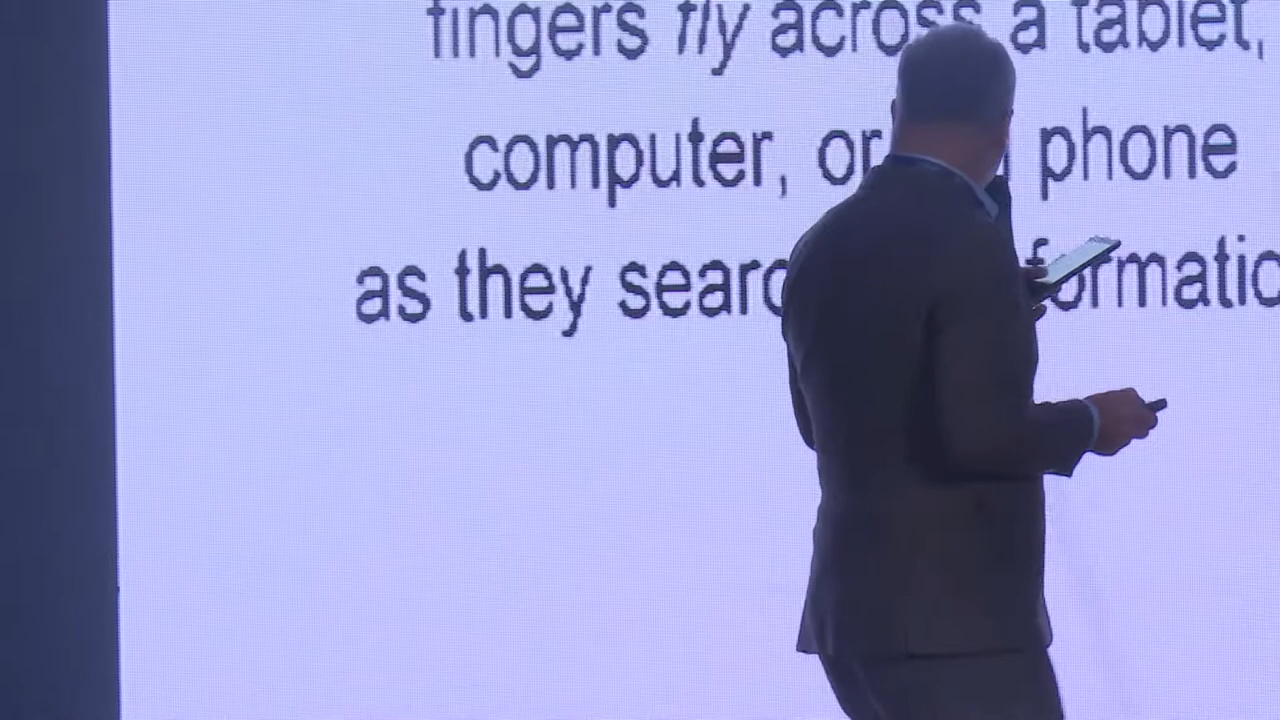 fingers fly across a tablet,
computer, or phone
as they